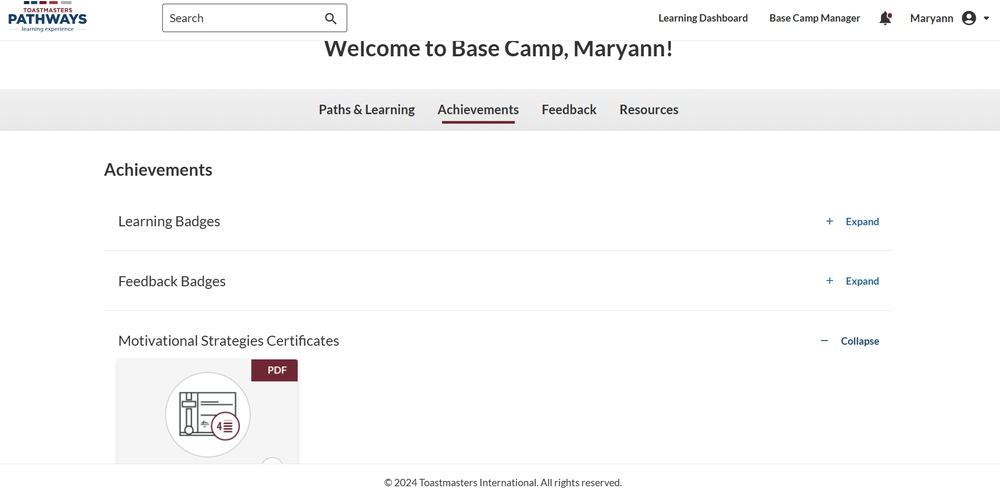 TOASTMASTERS
PATHWAYS
learning experience
Search
Learning Dashboard
Base Camp Manager
Maryann
Welcome to Base Camp, Maryann!
Paths & Learning
Achievements
Feedback
Resources
Achievements
Learning Badges
+ Expand
Feedback Badges
+ Expand
Motivational Strategies Certificates
− Collapse
PDF
4
© 2024 Toastmasters International. All rights reserved.